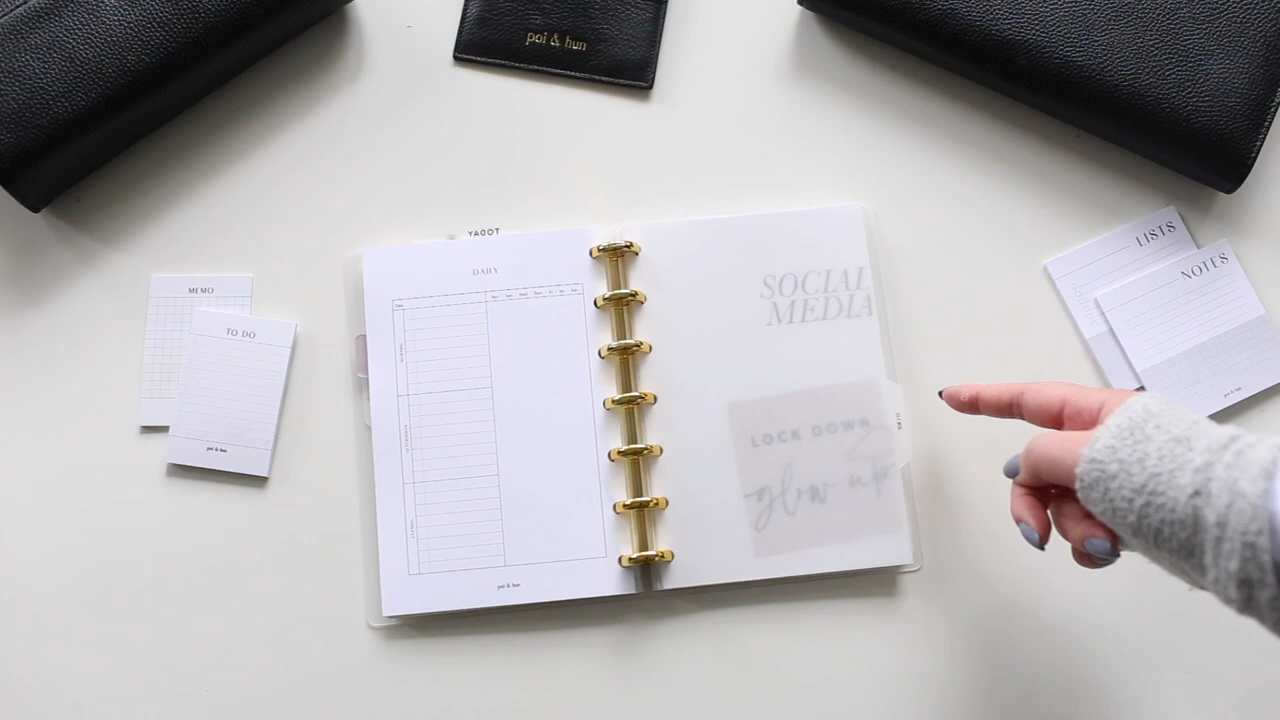 poi & hun
YADOT
DAILY
poi & hun
SOCIAL
MEDIA
LOCK DOWN
glow up
MEMO
TO DO
poi & hun
LISTS
NOTES
poi & hun